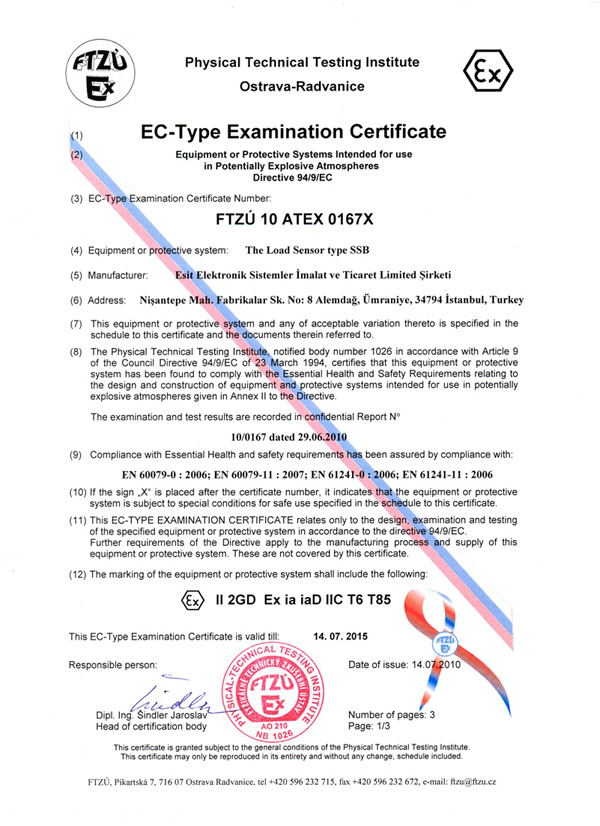 FTZÚ
Ex
Physical Technical Testing Institute
Ostrava-Radvanice
Ex
(1) EC-Type Examination Certificate
(2) Equipment or Protective Systems Intended for use
in Potentially Explosive Atmospheres
Directive 94/9/EC
(3) EC-Type Examination Certificate Number:
FTZÚ 10 ATEX 0167X
(4) Equipment or protective system: The Load Sensor type SSB
(5) Manufacturer: Esit Elektronik Sistemler İmalat ve Ticaret Limited Şirketi
(6) Address: Nişantepe Mah. Fabrikalar Sk. No: 8 Alemdağ, Ümraniye, 34794 İstanbul, Turkey
(7) This equipment or protective system and any of acceptable variation thereto is specified in the
schedule to this certificate and the documents therein referred to.
(8) The Physical Technical Testing Institute, notified body number 1026 in accordance with Article 9
of the Council Directive 94/9/EC of 23 March 1994, certifies that this equipment or protective
system has been found to comply with the Essential Health and Safety Requirements relating to
the design and construction of equipment and protective systems intended for use in potentially
explosive atmospheres given in Annex II to the Directive.
The examination and test results are recorded in confidential Report N°
10/0167 dated 29.06.2010
(9) Compliance with Essential Health and safety requirements has been assured by compliance with:
EN 60079-0 : 2006; EN 60079-11 : 2007; EN 61241-0 : 2006; EN 61241-11 : 2006
(10) If the sign „X“ is placed after the certificate number, it indicates that the equipment or protective
system is subject to special conditions for safe use specified in the schedule to this certificate.
(11) This EC-TYPE EXAMINATION CERTIFICATE relates only to the design, examination and testing
of the specified equipment or protective system in accordance to the directive 94/9/EC.
Further requirements of the Directive apply to the manufacturing process and supply of this
equipment or protective system. These are not covered by this certificate.
(12) The marking of the equipment or protective system shall include the following:
Ex II 2GD Ex ia iaD IIC T6 T85
This EC-Type Examination Certificate is valid till: 14. 07. 2015
Responsible person:
Date of issue: 14.07.2010
PHYSICAL-TECHNICAL TESTING INSTITUTE
FYZIKÁLNĚ TECHNICKÝ ZKUŠEBNÍ ÚSTAV
FTZÚ
Ex
AO 210
NB 1026
FTZÚ
Ex
Dipl. Ing. Šindler Jaroslav
Head of certification body
Number of pages: 3
Page: 1/3
This certificate is granted subject to the general conditions of the Physical Technical Testing Institute.
This certificate may only be reproduced in its entirety and without any change, schedule included.
FTZÚ, Pikartská 7, 716 07 Ostrava Radvanice, tel +420 596 232 715, fax +420 596 232 672, e-mail: ftzu@ftzu.cz